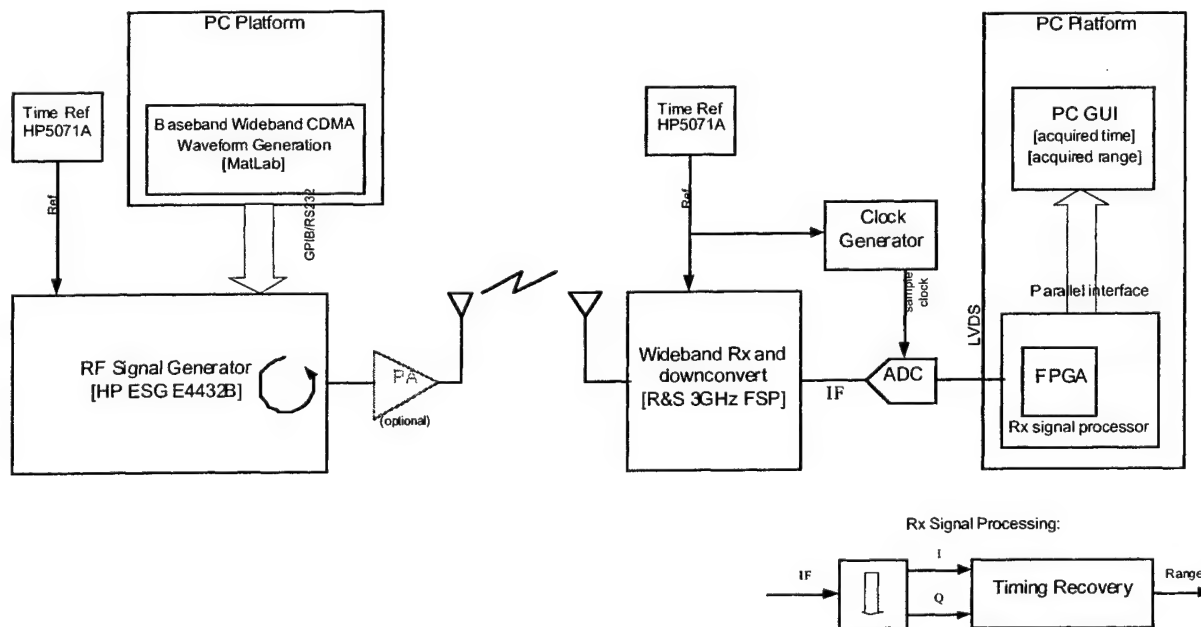 PC Platform
Time Ref
HP5071A
Baseband Wideband CDMA
Waveform Generation
[MatLab]
Ref
GPIB/RS232
RF Signal Generator
[HP ESG E4432B]
PA
(optional)
Time Ref
HP5071A
Ref
Clock
Generator
sample
clock
Wideband Rx and
downconvert
[R&S 3GHz FSP]
IF
ADC
LVDS
PC Platform
PC GUI
[acquired time]
[acquired range]
Parallel interface
FPGA
Rx signal processor
Rx Signal Processing:
IF
I
Q
Timing Recovery
Range